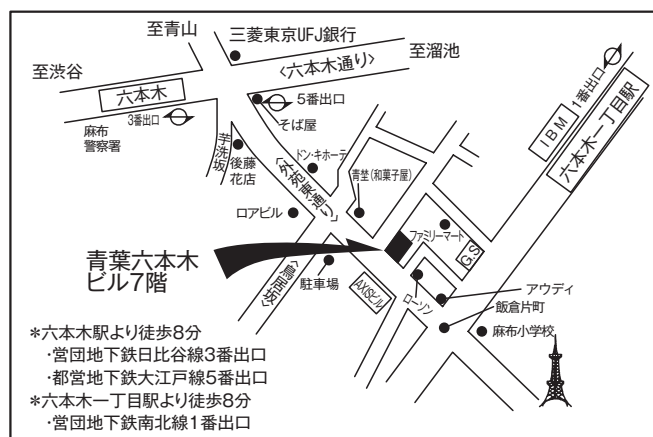 至青山
三菱東京UFJ銀行
至渋谷
〈六本木通り〉
至溜池
六本木
3番出口
5番出口
そば屋
麻布
警察署
芋洗坂
後藤
花店
ドン・キホーテ
〈外苑東通り〉
青埜(和菓子屋)
IBM
1番出口
六本木一丁目駅
ロアビル
ファミリーマート
G.S
青葉六本木
ビル7階
〈鳥居坂〉
駐車場
AXISビル
ローソン
アウディ
飯倉片町
麻布小学校
*六本木駅より徒歩8分
・営団地下鉄日比谷線3番出口
・都営地下鉄大江戸線5番出口
*六本木一丁目駅より徒歩8分
・営団地下鉄南北線1番出口